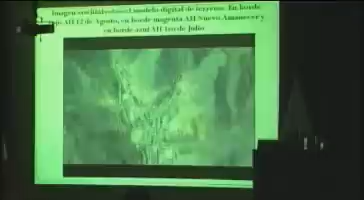 Imagen satelital sobre el modelo digital de terreno. En borde
rojo AH 12 de Agosto, en borde magenta AH Nuevo Amanecer y
en borde azul AH 1ro de Julio